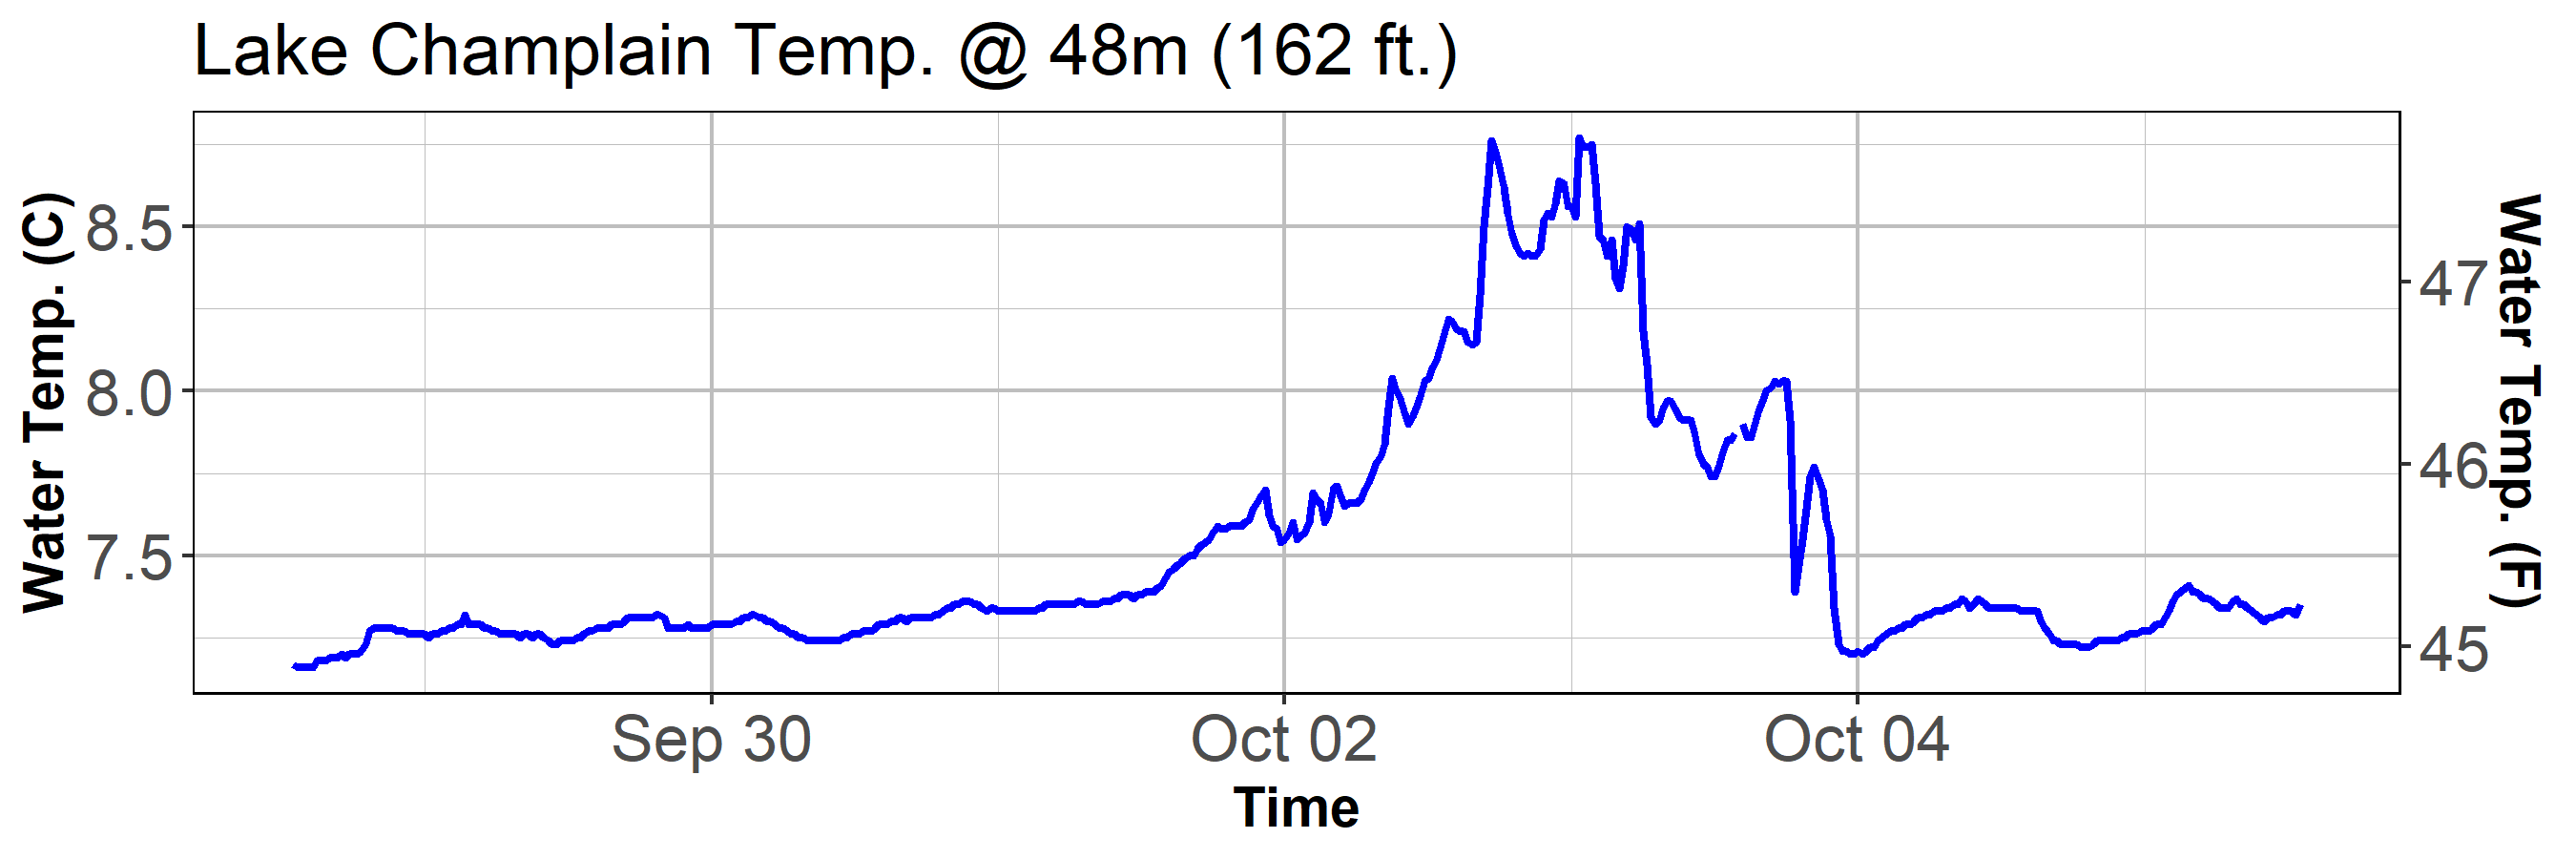 Lake Champlain Temp. @ 48m (162 ft.)
Water Temp. (C)
8.5
8.0
7.5
47
46
45
Water Temp. (F)
Sep 30
Oct 02
Oct 04
Time